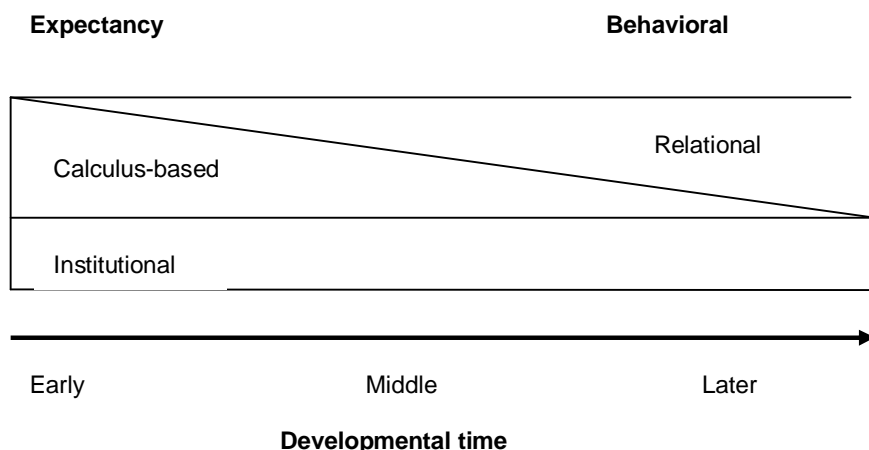 Expectancy Behavioral
Relational
Calculus-based
Institutional
Early Middle Later
Developmental time